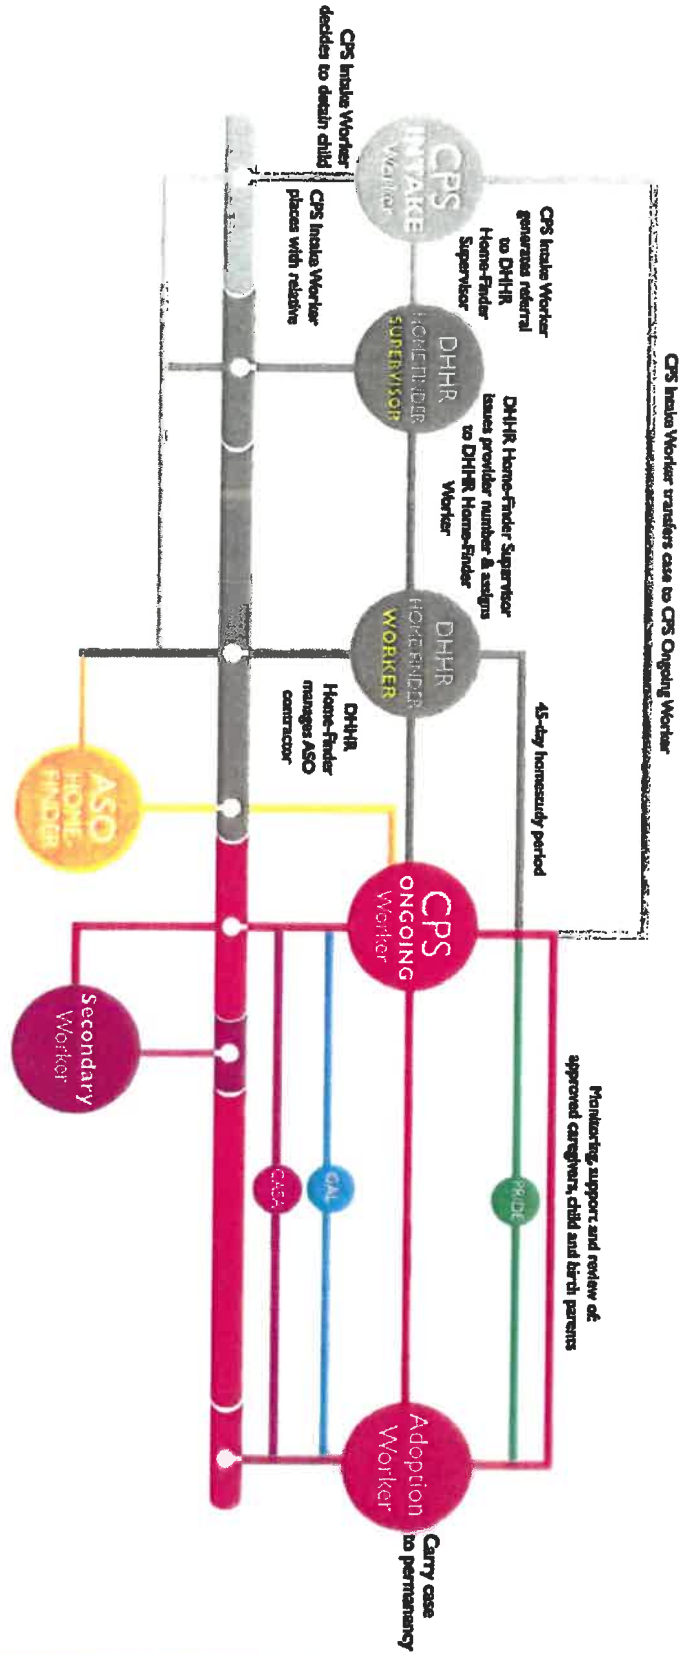 CPS Intake Worker transfers case to CPS Ongoing Worker
Monitoring, support and review of:
approved caregivers, child and birth parents
45-day homestudy period
CPS Intake Worker
generates referral
to DHHR
Home-Finder
Supervisor
DHHR Home-Finder Supervisor
issues provider number & assigns
to DHHR Home-Finder
Worker
PRIDE
CPS
INTAKE
Worker
DHHR
HOME FINDER
SUPERVISOR
DHHR
HOME FINDER
WORKER
CPS
ONGOING
Worker
Adoption
Worker
Carry case
to permanency
CPS Intake Worker
decides to detain child
CPS Intake Worker
places with relative
DHHR
Home-Finder
manages ASO
contractor
GAL
CASA
ASO
HOME-
FINDER
Secondary
Worker